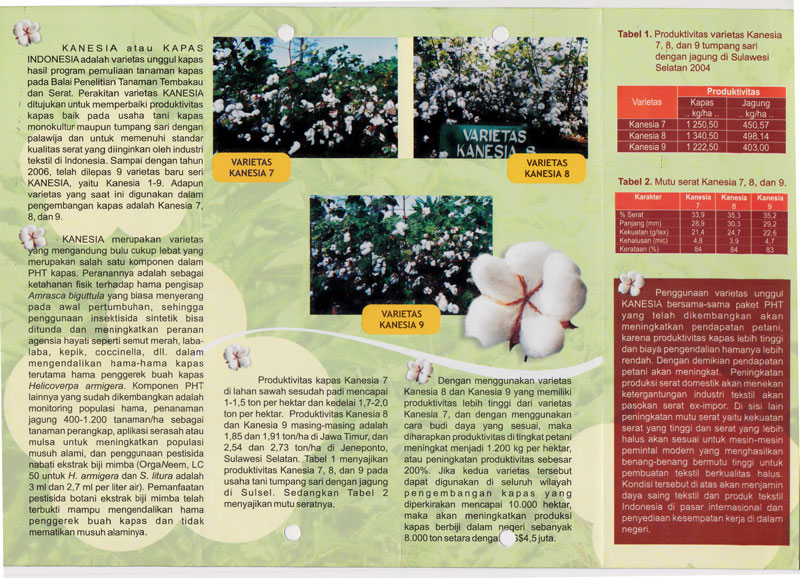 KANESIA atau KAPAS
INDONESIA adalah varietas unggul kapas
hasil program pemuliaan tanaman kapas
pada Balai Penelitian Tanaman Tembakau
dan Serat. Perakitan varietas KANESIA
ditujukan untuk memperbaiki produktivitas
kapas baik pada usaha tani kapas
monokultur maupun tumpang sari dengan
palawija dan untuk memenuhi standar
kualitas serat yang diinginkan oleh industri
tekstil di Indonesia. Sampai dengan tahun
2006, telah dilepas 9 varietas baru seri
KANESIA, yaitu Kanesia 1-9. Adapun
varietas yang saat ini digunakan dalam
pengembangan kapas adalah Kanesia 7,
8, dan 9.
KANESIA merupakan varietas
yang mengandung bulu cukup lebat yang
merupakan salah satu komponen dalam
PHT kapas. Peranannya adalah sebagai
ketahanan fisik terhadap hama pengisap
Amrasca biguttula yang biasa menyerang
pada awal pertumbuhan, sehingga
penggunaan insektisida sintetik bisa
ditunda dan meningkatkan peranan
agensia hayati seperti semut merah, laba-
laba, kepik, coccinella, dll. dalam
mengendalikan hama-hama kapas
terutama hama penggerek buah kapas
Helicoverpa armigera. Komponen PHT
lainnya yang sudah dikembangkan adalah
monitoring populasi hama, penanaman
jagung 400-1.200 tanaman/ha sebagai
tanaman perangkap, aplikasi serasah atau
mulsa untuk meningkatkan populasi
musuh alami, dan penggunaan pestisida
nabati ekstrak biji mimba (OrgaNeem, LC
50 untuk H. armigera dan S. litura adalah
3 ml dan 2,7 ml per liter air). Pemanfaatan
pestisida botani ekstrak biji mimba telah
terbukti mampu mengendalikan hama
penggerek buah kapas dan tidak
mematikan musuh alaminya.
VARIETAS
KANESIA 7
VARIETAS
KANESIA 8
VARIETAS
KANESIA 8
VARIETAS
KANESIA 9
Produktivitas kapas Kanesia 7
di lahan sawah sesudah padi mencapai
1-1,5 ton per hektar dan kedelai 1,7-2,0
ton per hektar. Produktivitas Kanesia 8
dan Kanesia 9 masing-masing adalah
1,85 dan 1,91 ton/ha di Jawa Timur, dan
2,54 dan 2,73 ton/ha di Jeneponto,
Sulawesi Selatan. Tabel 1 menyajikan
produktivitas Kanesia 7, 8, dan 9 pada
usaha tani tumpang sari dengan jagung
di Sulsel. Sedangkan Tabel 2
menyajikan mutu seratnya.
Dengan menggunakan varietas
Kanesia 8 dan Kanesia 9 yang memiliki
produktivitas lebih tinggi dari varietas
Kanesia 7, dan dengan menggunakan
cara budi daya yang sesuai, maka
diharapkan produktivitas di tingkat petani
meningkat menjadi 1.200 kg per hektar,
atau peningkatan produktivitas sebesar
200%. Jika kedua varietas tersebut
dapat digunakan di seluruh wilayah
pengembangan kapas yang
diperkirakan mencapai 10.000 hektar,
maka akan meningkatkan produksi
kapas berbiji dalam negeri sebanyak
8.000 ton setara dengan S$4,5 juta.
Tabel 1. Produktivitas varietas Kanesia
7, 8, dan 9 tumpang sari
dengan jagung di Sulawesi
Selatan 2004
Varietas Produktivitas
Kapas Jagung
.. kg/ha .. .. kg/ha ..
Kanesia 7 1 250,50 450,57
Kanesia 8 1 340,50 498,14
Kanesia 9 1 222,50 403,00
Tabel 2. Mutu serat Kanesia 7, 8, dan 9.
Karakter Kanesia Kanesia Kanesia
7 8 9
% Serat 33,9 35,3 35,2
Panjang (mm) 28,9 30,3 29,2
Kekuatan (g/tex) 21,4 24,7 22,6
Kehalusan (mic) 4,8 3,9 4,7
Kerataan (%) 84 84 83
Penggunaan varietas unggul
KANESIA bersama-sama paket PHT
yang telah dikembangkan akan
meningkatkan pendapatan petani,
karena produktivitas kapas lebih tinggi
dan biaya pengendalian hamanya lebih
rendah. Dengan demikian pendapatan
petani akan meningkat. Peningkatan
produksi serat domestik akan menekan
ketergantungan industri tekstil akan
pasokan serat ex-impor. Di sisi lain
peningkatan mutu serat yaitu kekuatan
serat yang tinggi dan serat yang lebih
halus akan sesuai untuk mesin-mesin
pemintal modern yang menghasilkan
benang-benang bermutu tinggi untuk
pembuatan tekstil berkualitas halus.
Kondisi tersebut di atas akan menjamin
daya saing tekstil dan produk tekstil
Indonesia di pasar internasional dan
penyediaan kesempatan kerja di dalam
negeri.